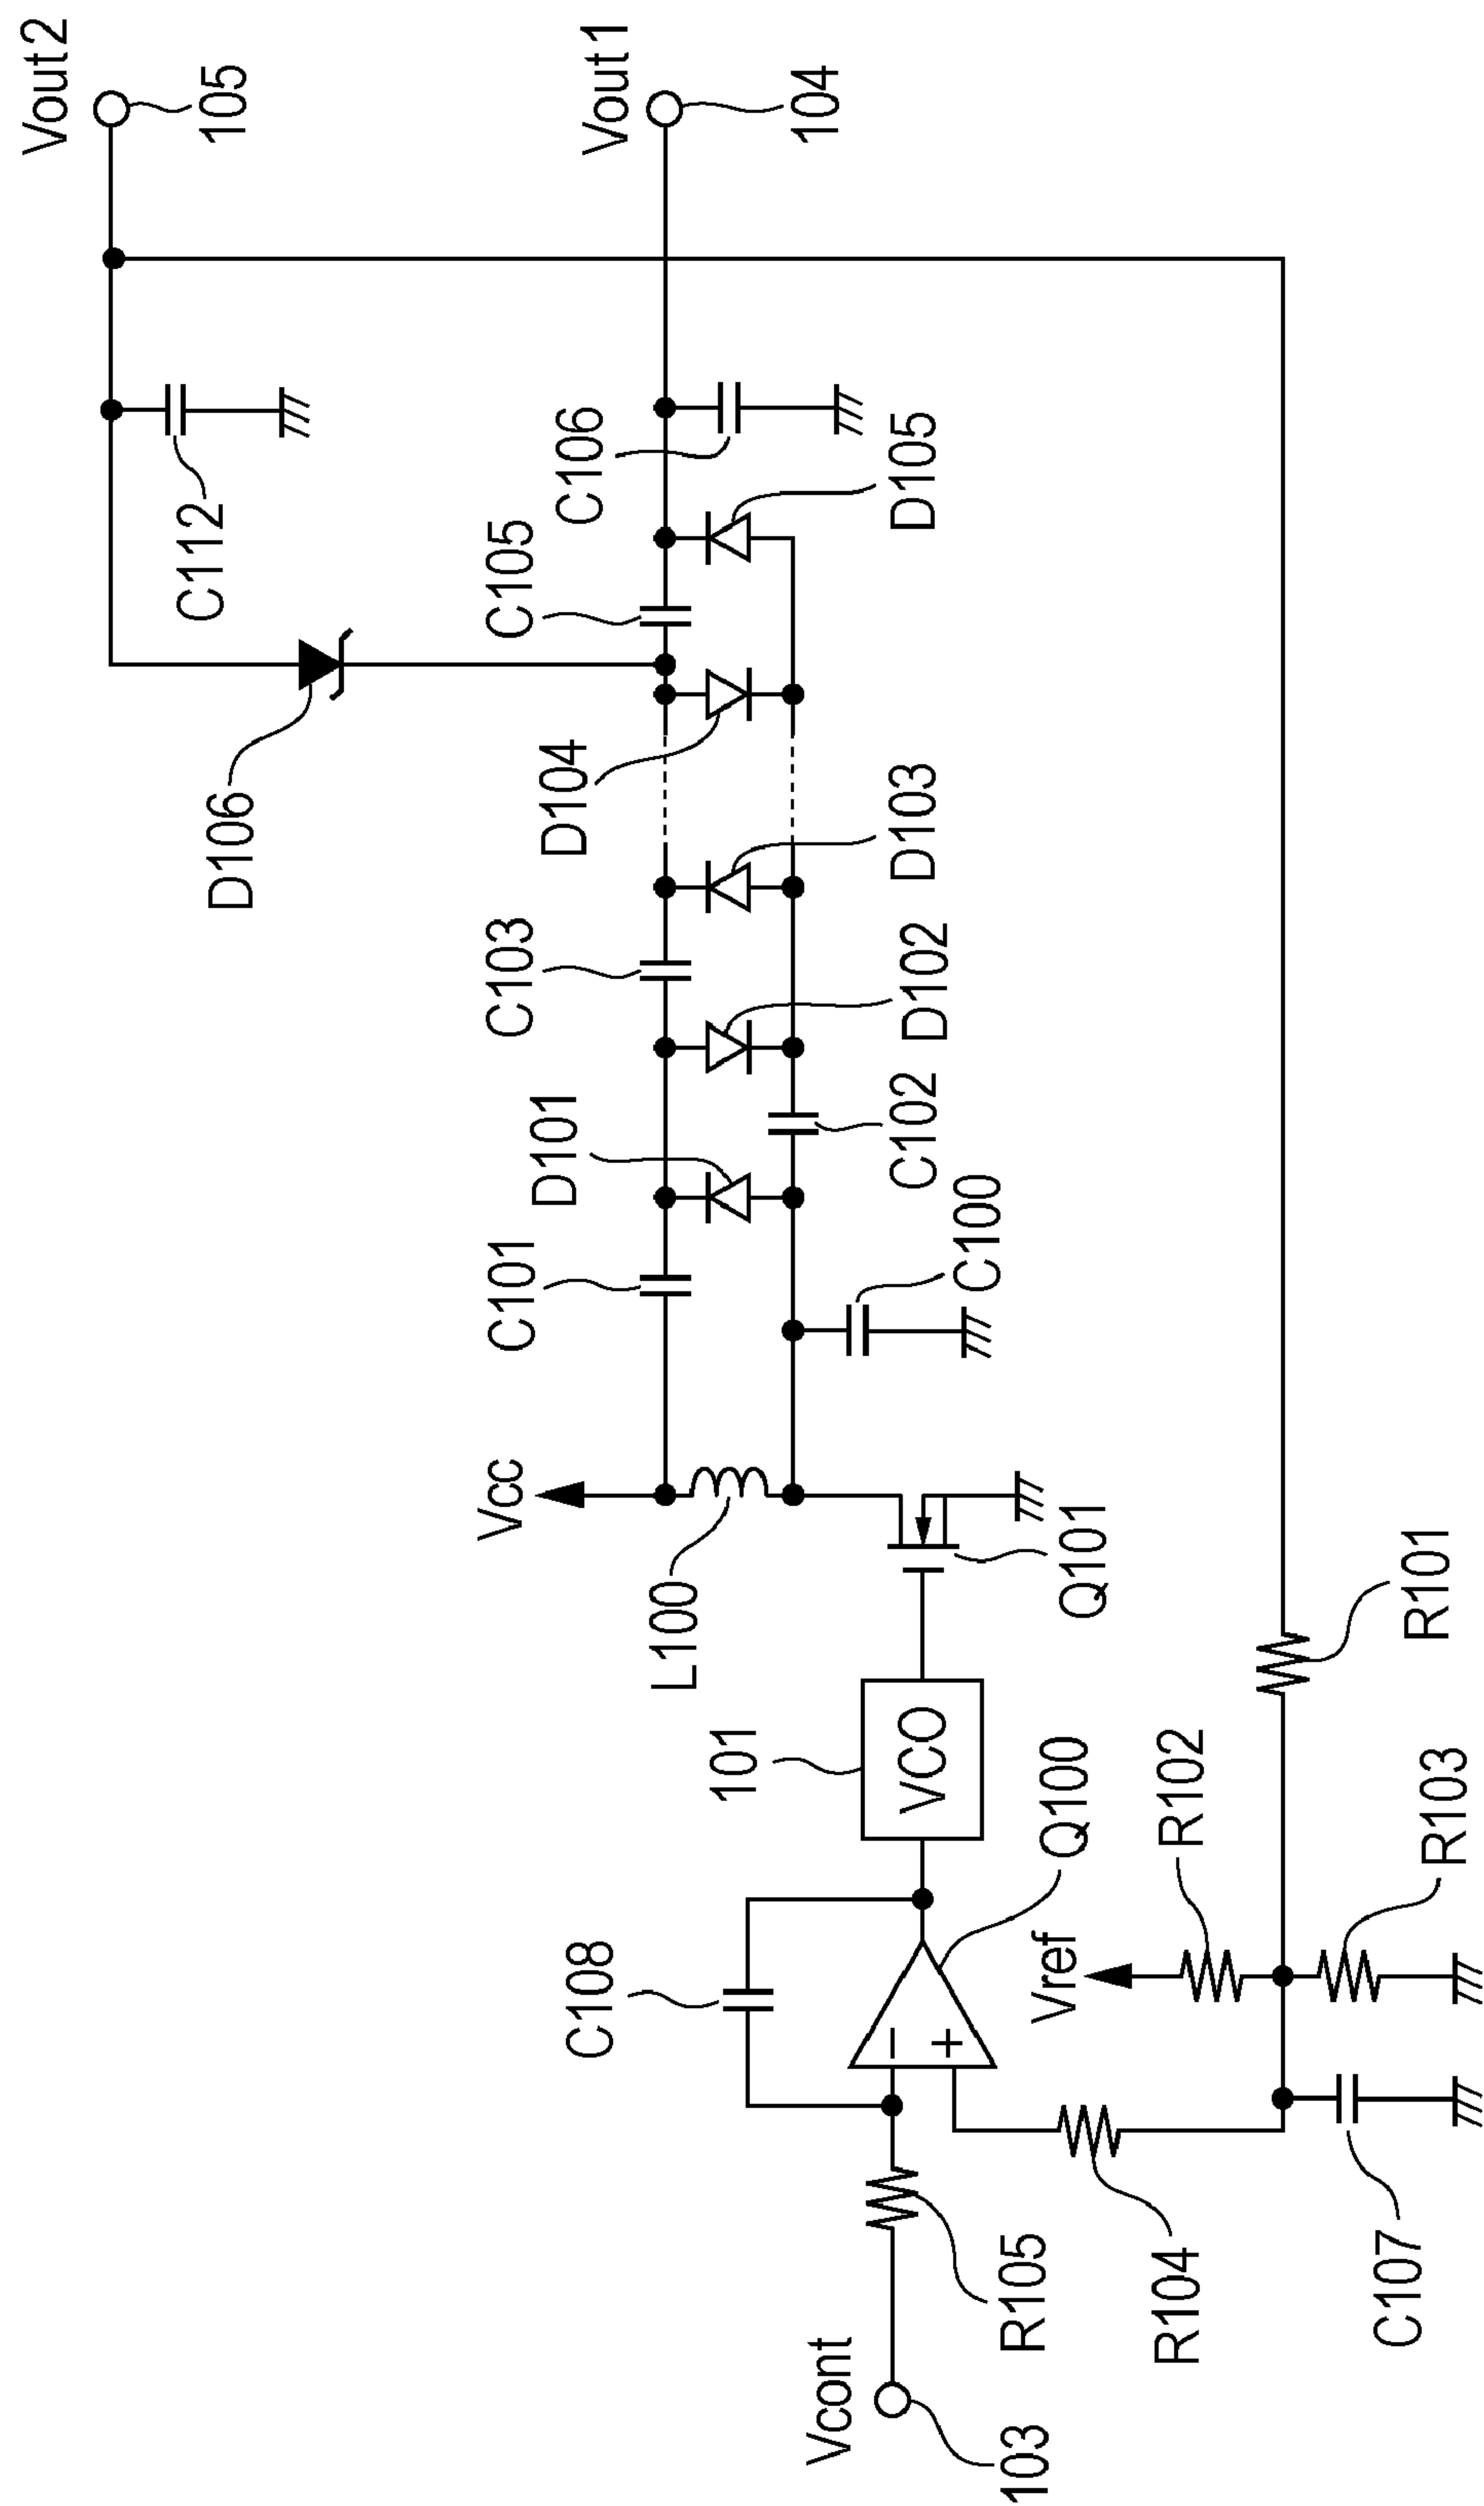 Vout2
105
Vout1
104
C112
C106
D105
C105
D106
D104
D103
C103
D102
D101
C102
C101
C100
Vcc
L100
Q101
R101
101
VCO
Q100
R102
R103
C108
Vref
−
+
R105
R104
C107
Vcont
103